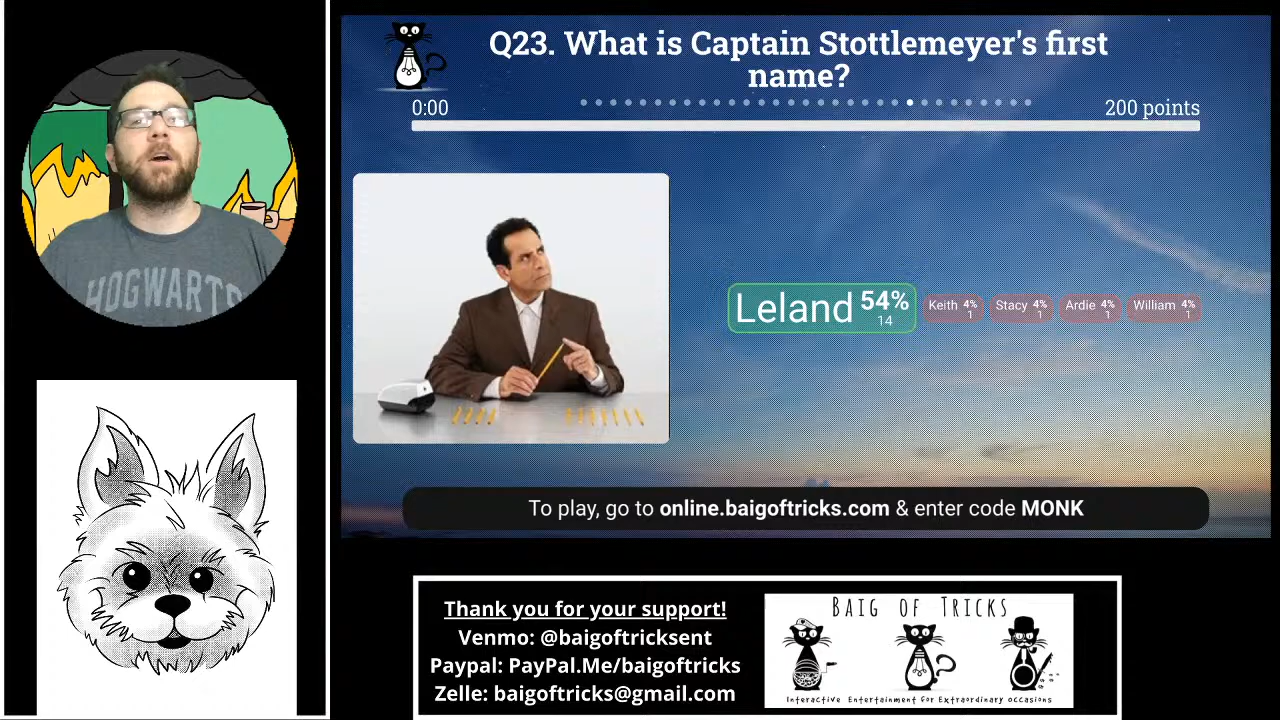 Q23. What is Captain Stottlemeyer's first
name?
0:00
200 points
HOGWARTS
Leland 54%
14
Keith 4%
1
Stacy 4%
1
Ardie 4%
1
William 4%
1
To play, go to online.baigoftricks.com & enter code MONK
Thank you for your support!
Venmo: @baigoftricksent
Paypal: PayPal.Me/baigoftricks
Zelle: baigoftricks@gmail.com
BAIG OF TRICKS
Interactive Entertainment for Extraordinary occasions